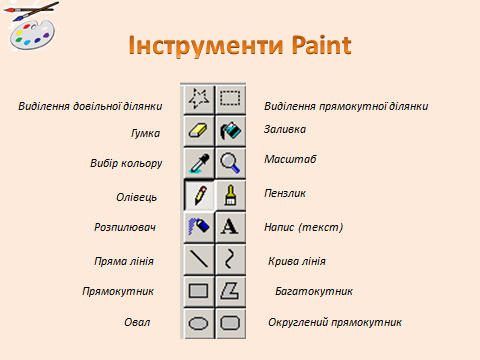 Інструменти Paint
Виділення довільної ділянки
Виділення прямокутної ділянки
Гумка
Заливка
Вибір кольору
Масштаб
Олівець
Пензлик
Розпилювач
A
Напис (текст)
Пряма лінія
Крива лінія
Прямокутник
Багатокутник
Овал
Округлений прямокутник